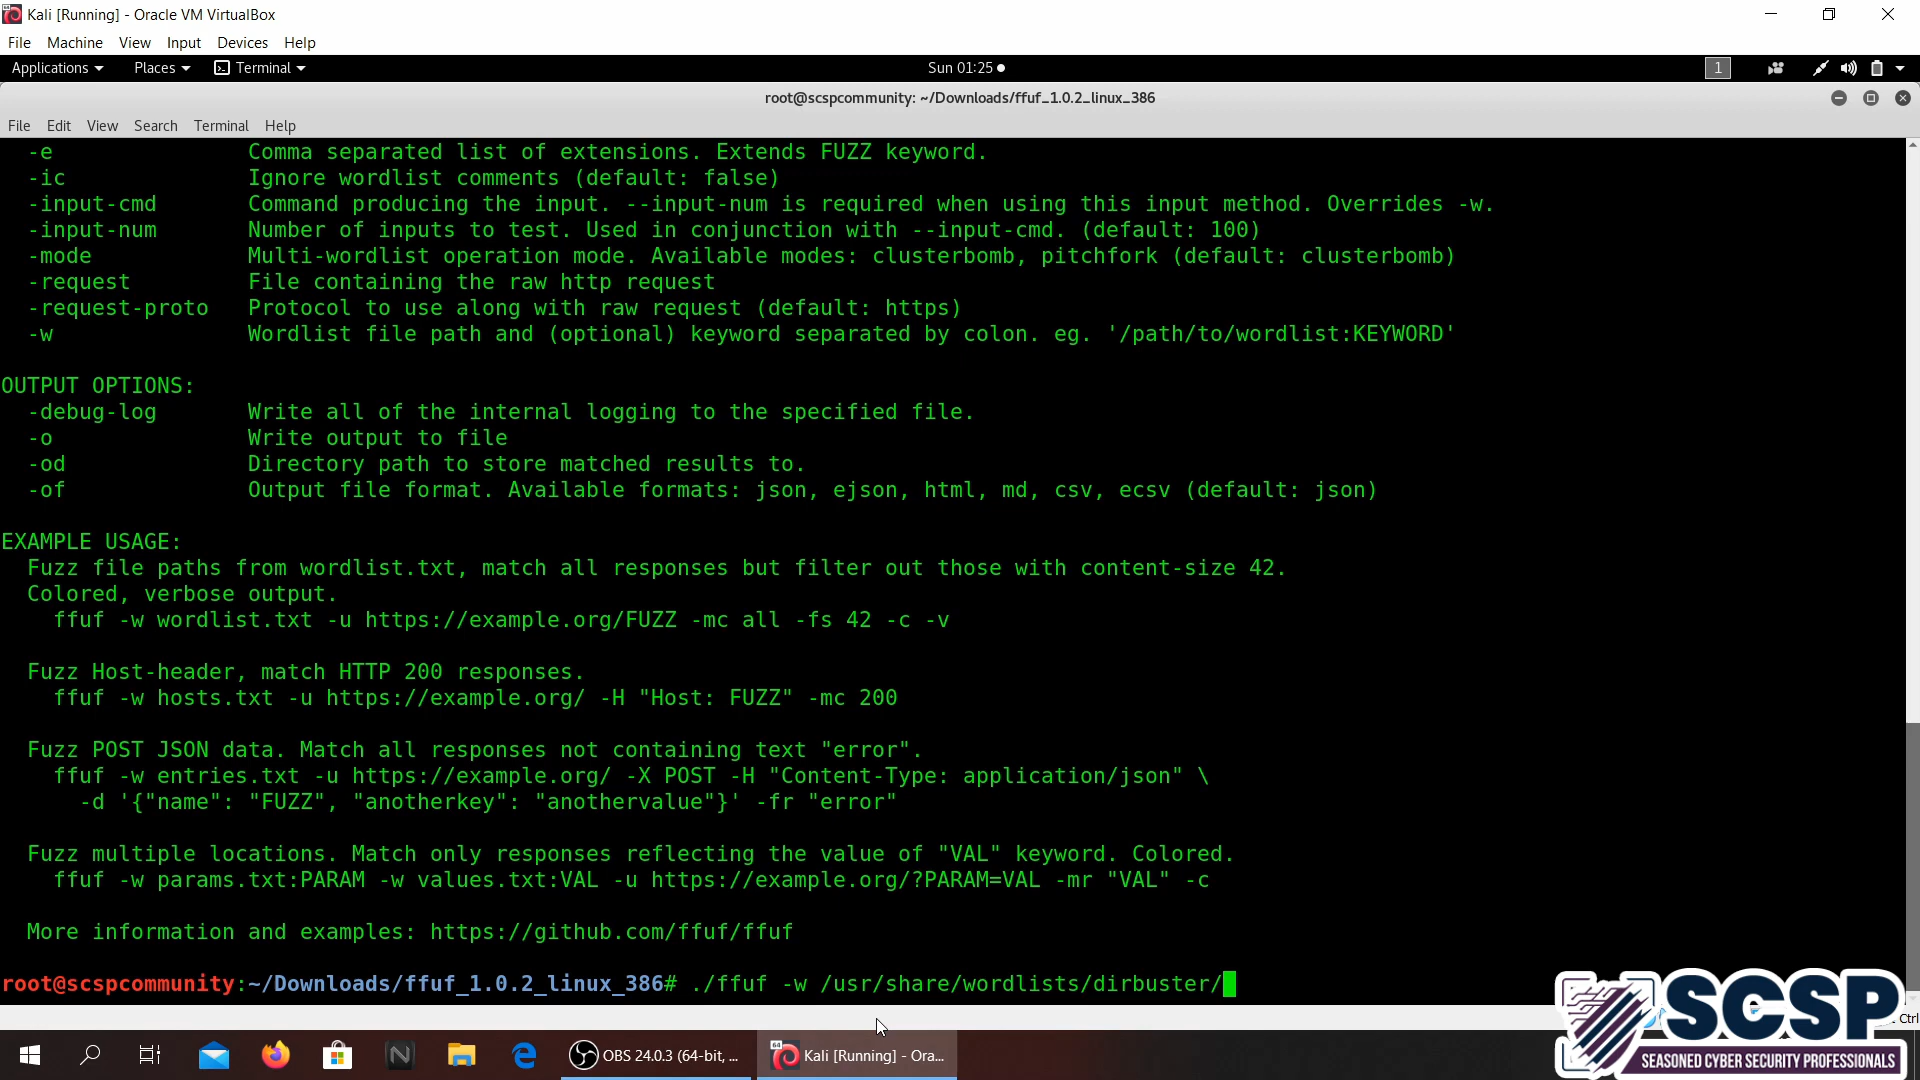 Kali [Running] - Oracle VM VirtualBox
File Machine View Input Devices Help
Applications Places Terminal Sun 01:25 1
root@scspcommunity: ~/Downloads/ffuf_1.0.2_linux_386
File Edit View Search Terminal Help
-e Comma separated list of extensions. Extends FUZZ keyword.
-ic Ignore wordlist comments (default: false)
-input-cmd Command producing the input. --input-num is required when using this input method. Overrides -w.
-input-num Number of inputs to test. Used in conjunction with --input-cmd. (default: 100)
-mode Multi-wordlist operation mode. Available modes: clusterbomb, pitchfork (default: clusterbomb)
-request File containing the raw http request
-request-proto Protocol to use along with raw request (default: https)
-w Wordlist file path and (optional) keyword separated by colon. eg. '/path/to/wordlist:KEYWORD'
OUTPUT OPTIONS:
-debug-log Write all of the internal logging to the specified file.
-o Write output to file
-od Directory path to store matched results to.
-of Output file format. Available formats: json, ejson, html, md, csv, ecsv (default: json)
EXAMPLE USAGE:
Fuzz file paths from wordlist.txt, match all responses but filter out those with content-size 42.
Colored, verbose output.
ffuf -w wordlist.txt -u https://example.org/FUZZ -mc all -fs 42 -c -v
Fuzz Host-header, match HTTP 200 responses.
ffuf -w hosts.txt -u https://example.org/ -H "Host: FUZZ" -mc 200
Fuzz POST JSON data. Match all responses not containing text "error".
ffuf -w entries.txt -u https://example.org/ -X POST -H "Content-Type: application/json" \
-d '{"name": "FUZZ", "anotherkey": "anothervalue"}' -fr "error"
Fuzz multiple locations. Match only responses reflecting the value of "VAL" keyword. Colored.
ffuf -w params.txt:PARAM -w values.txt:VAL -u https://example.org/?PARAM=VAL -mr "VAL" -c
More information and examples: https://github.com/ffuf/ffuf
root@scspcommunity:~/Downloads/ffuf_1.0.2_linux_386# ./ffuf -w /usr/share/wordlists/dirbuster/
Ctrl
OBS 24.0.3 (64-bit, ...
64
Kali [Running] - Ora...
SCSP
SEASONED CYBER SECURITY PROFESSIONALS